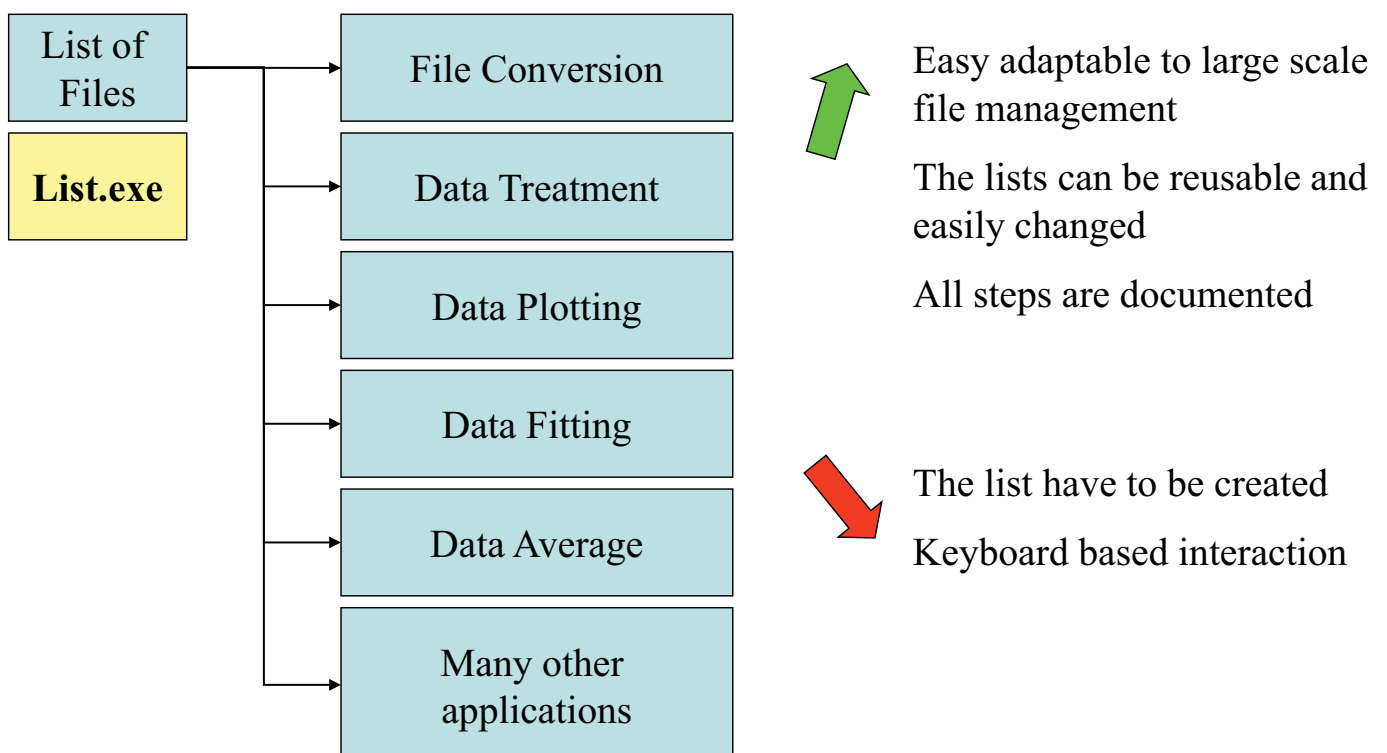 List of
Files
List.exe
File Conversion
Data Treatment
Data Plotting
Data Fitting
Data Average
Many other
applications
Easy adaptable to large scale
file management
The lists can be reusable and
easily changed
All steps are documented
The list have to be created
Keyboard based interaction